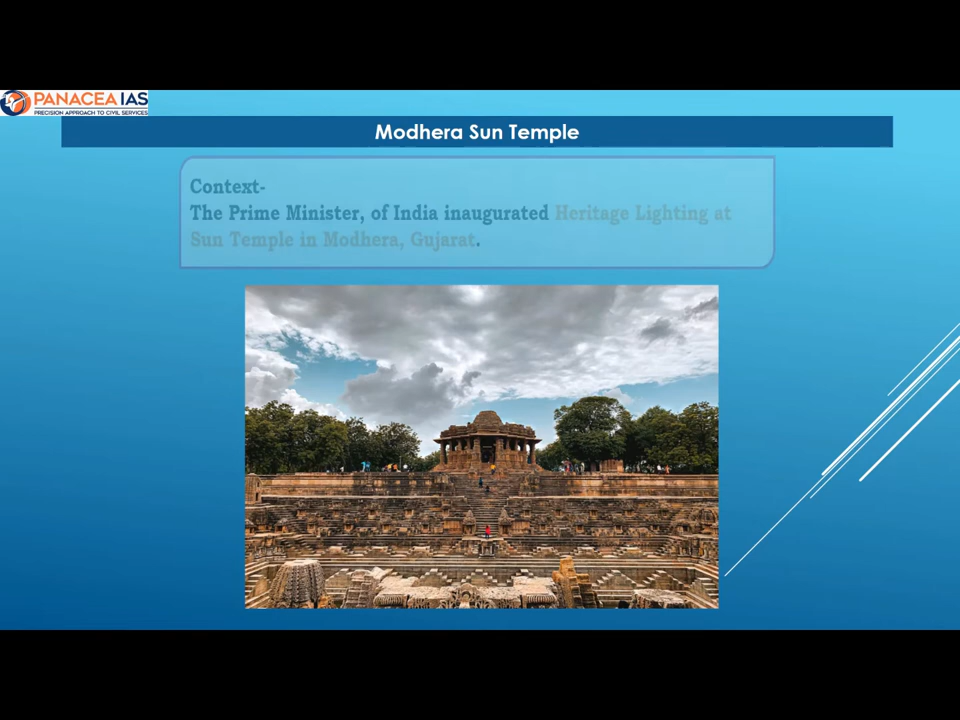 PANACEA IAS
PRECISION APPROACH TO CIVIL SERVICES
Modhera Sun Temple
Context-
The Prime Minister, of India inaugurated Heritage Lighting at
Sun Temple in Modhera, Gujarat.